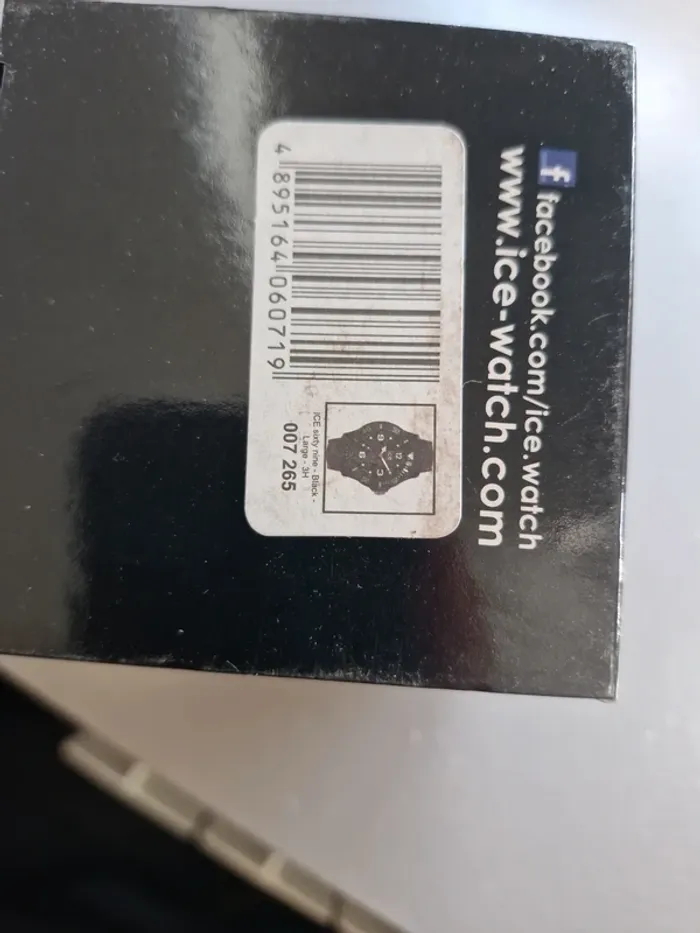 facebook.com/ice.watch
www.ice-watch.com
4 895164 060719
ICE sixty nine - Black -
Large - 3H
007 265